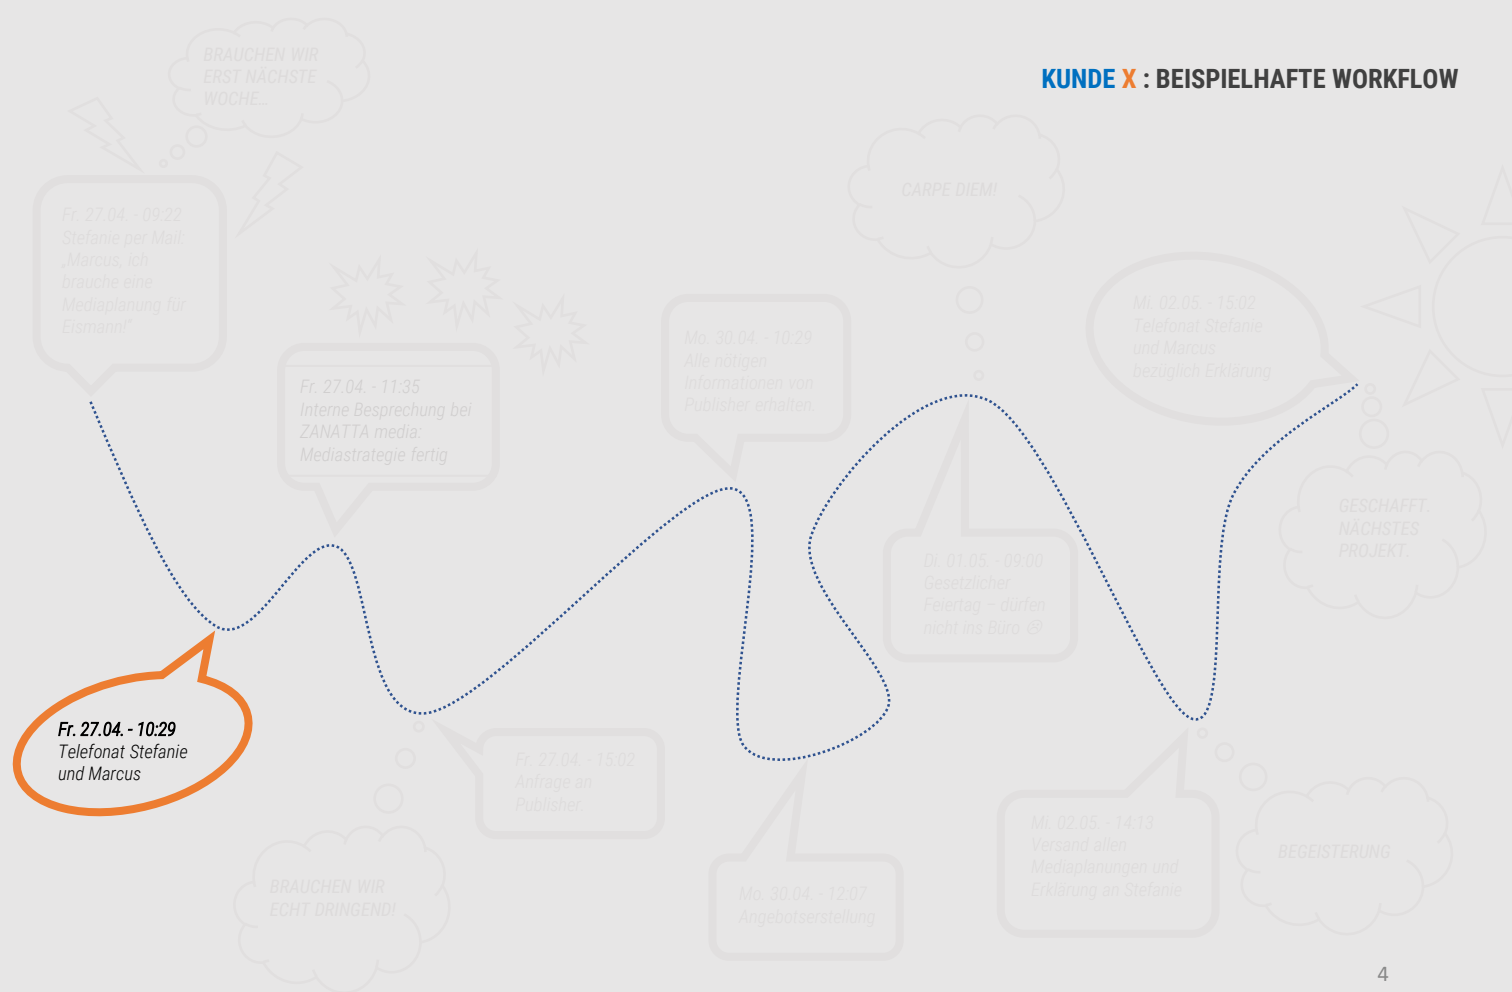 KUNDE X : BEISPIELHAFTE WORKFLOW
BRAUCHEN WIR
ERST NÄCHSTE
WOCHE..
Fr. 27.04. - 09:22
Stefanie per Mail:
„Marcus, ich
brauche eine
Mediaplanung für
Eismann!“
Fr. 27.04. - 10:29
Telefonat Stefanie
und Marcus
Fr. 27.04. - 11:35
Interne Besprechung bei
ZANATTA media:
Mediastrategie fertig
BRAUCHEN WIR
ECHT DRINGEND!
Fr. 27.04. - 15:02
Anfrage an
Publisher.
Mo. 30.04. - 10:29
Alle nötigen
Informationen von
Publisher erhalten.
Mo. 30.04. - 12:07
Angebotserstellung
CARPE DIEM!
Di. 01.05. - 09:00
Gesetzlicher
Feiertag – dürfen
nicht ins Büro
Mi. 02.05. - 14:13
Versand allen
Mediaplanungen und
Erklärung an Stefanie
BEGEISTERUNG
Mi. 02.05. - 15:02
Telefonat Stefanie
und Marcus
bezüglich Erklärung
GESCHAFFT.
NÄCHSTES
PROJEKT.
4